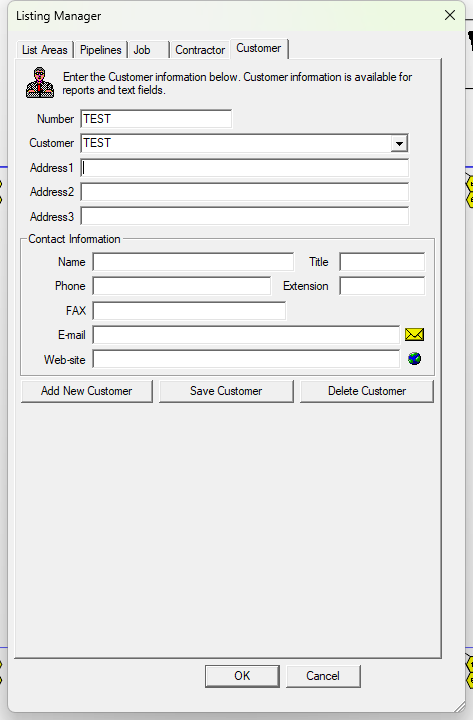 Listing Manager
List Areas Pipelines Job Contractor Customer
Enter the Customer information below. Customer information is available for
reports and text fields.
Number TEST
Customer TEST
Address1
Address2
Address3
Contact Information
Name Title
Phone Extension
FAX
E-mail
Web-site
Add New Customer Save Customer Delete Customer
OK Cancel